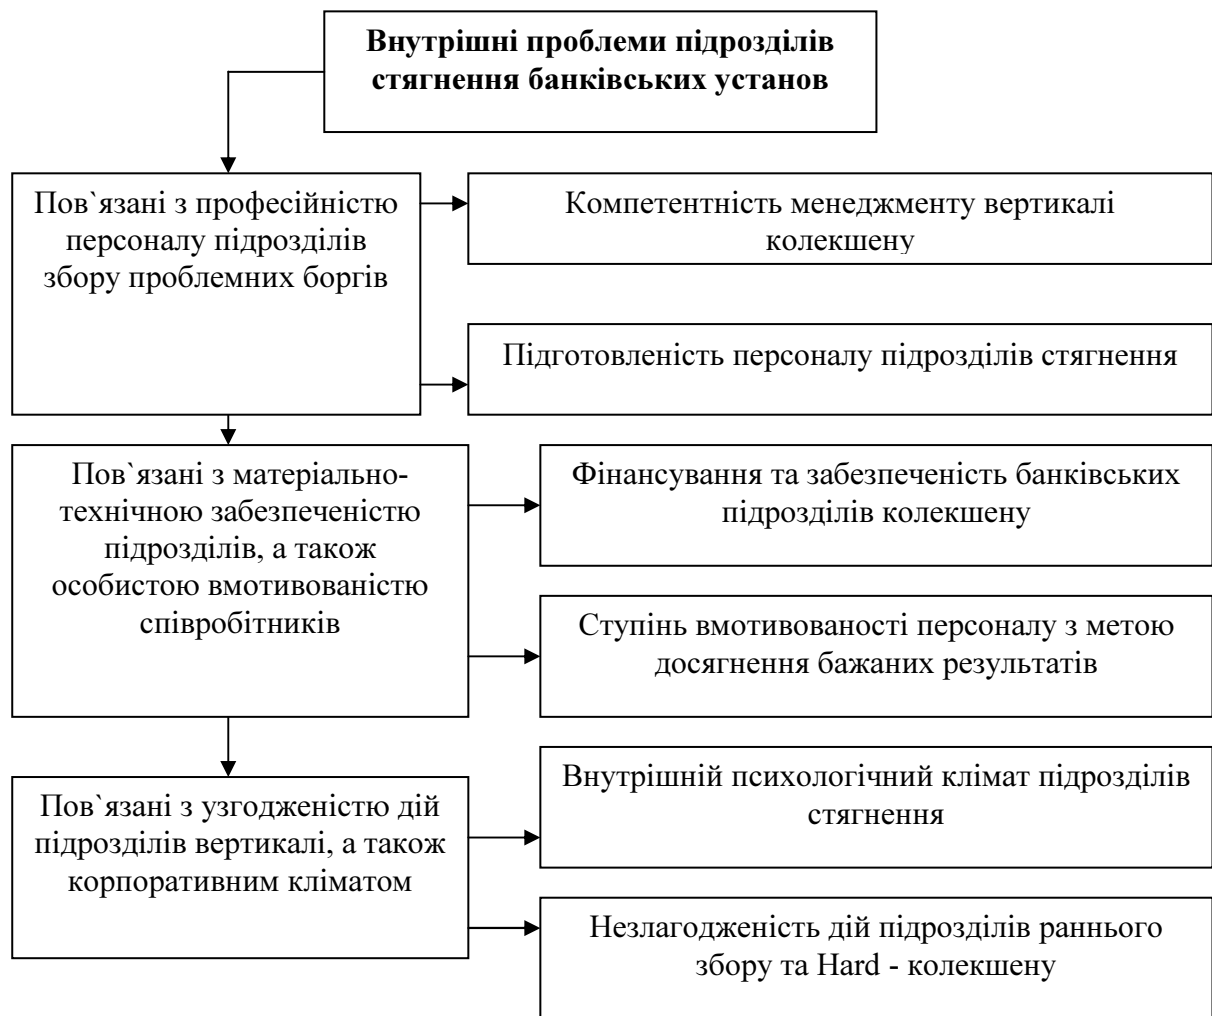 Внутрішні проблеми підрозділів
стягнення банківських установ
Пов`язані з професійністю
персоналу підрозділів
збору проблемних боргів
Компетентність менеджменту вертикалі
колекшену
Підготовленість персоналу підрозділів стягнення
Пов`язані з матеріально-
технічною забезпеченістю
підрозділів, а також
особистою вмотивованістю
співробітників
Фінансування та забезпеченість банківських
підрозділів колекшену
Ступінь вмотивованості персоналу з метою
досягнення бажаних результатів
Пов`язані з узгодженістю дій
підрозділів вертикалі, а також
корпоративним кліматом
Внутрішній психологічний клімат підрозділів
стягнення
Незлагодженість дій підрозділів раннього
збору та Hard - колекшену